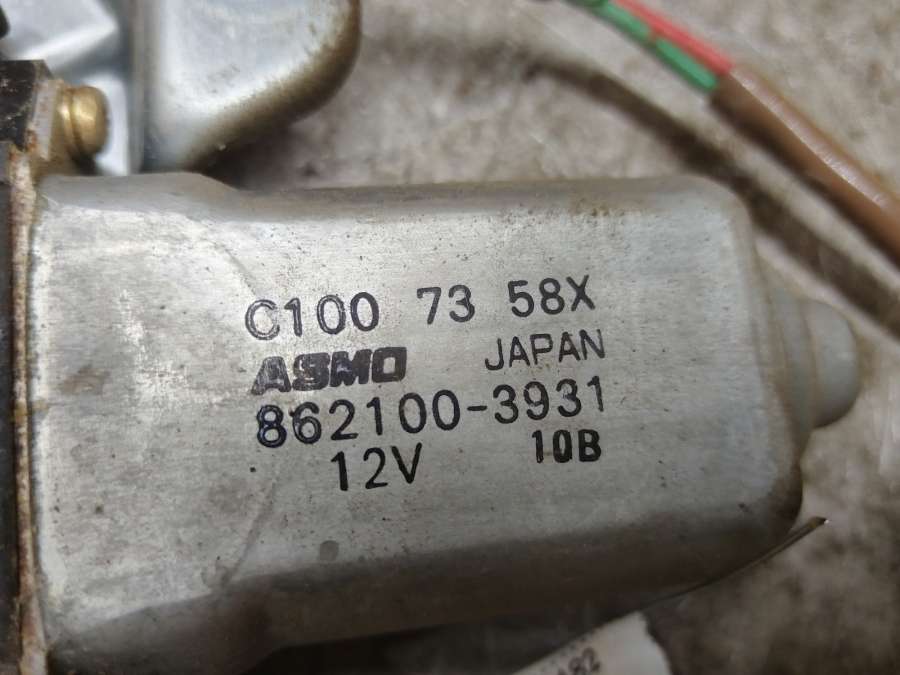 C100 73 58X
ASMO JAPAN
862100-3931
12V 10B